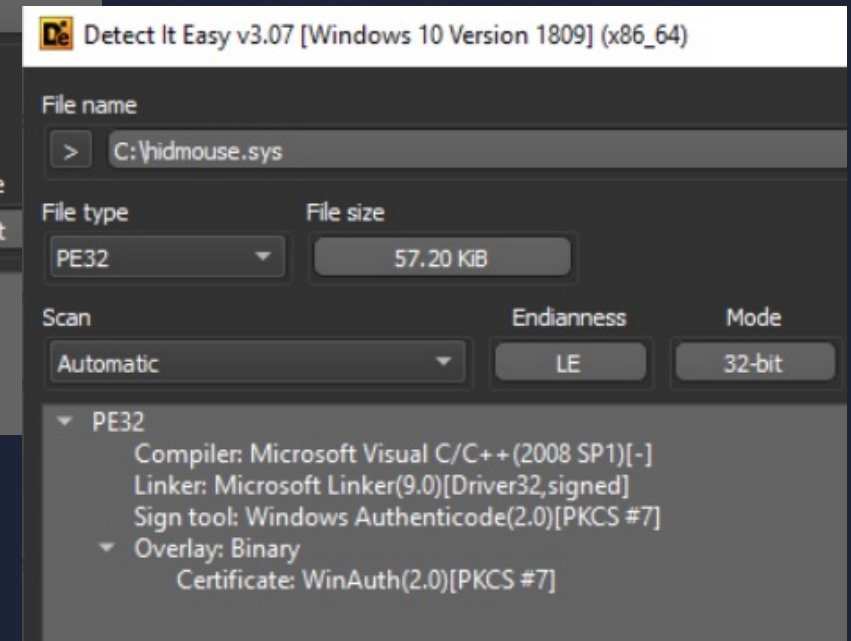 Detect It Easy v3.07 [Windows 10 Version 1809] (x86_64)
File name
> C:\hidmouse.sys
File type File size
PE32 57.20 KiB
Scan Endianness Mode
Automatic LE 32-bit
PE32
Compiler: Microsoft Visual C/C++(2008 SP1)[-]
Linker: Microsoft Linker(9.0)[Driver32,signed]
Sign tool: Windows Authenticode(2.0)[PKCS #7]
Overlay: Binary
Certificate: WinAuth(2.0)[PKCS #7]